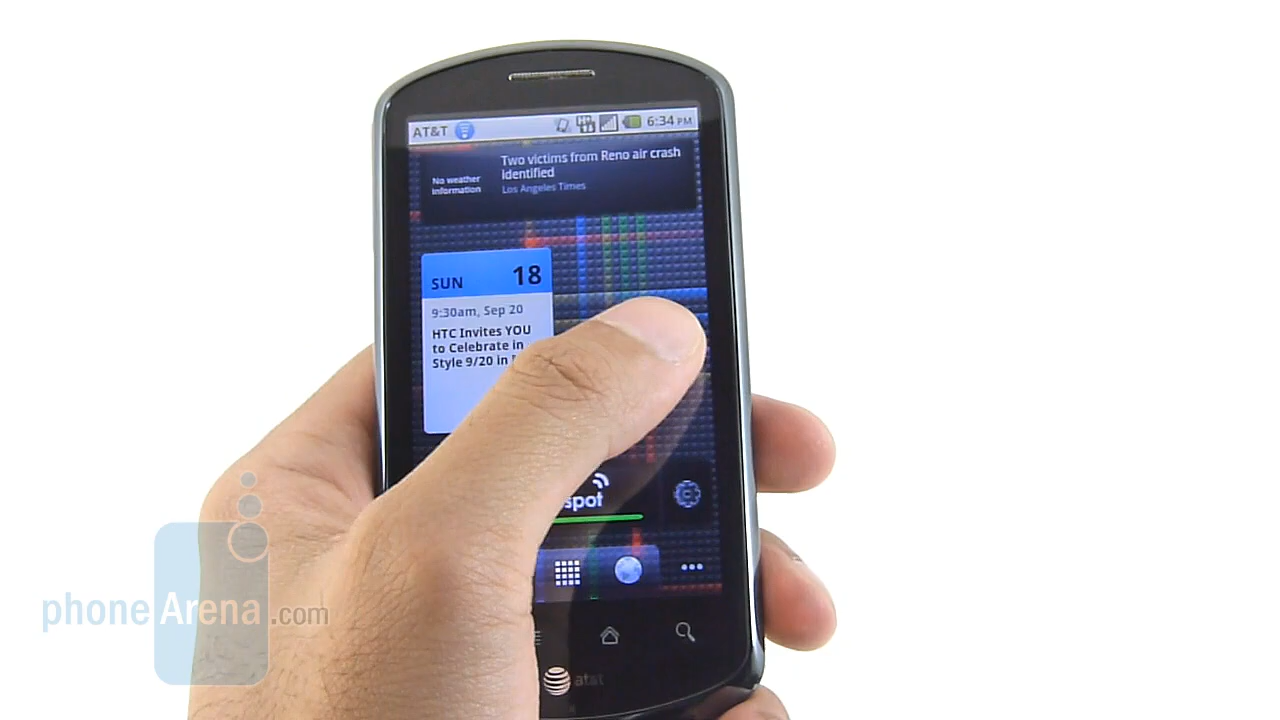 AT&T 6:34 PM
No weather
information
Two victims from Reno air crash
identified
Los Angeles Times
SUN 18
9:30am, Sep 20
HTC Invites YOU
to Celebrate in
Style 9/20 in
spot
at&t
phoneArena.com